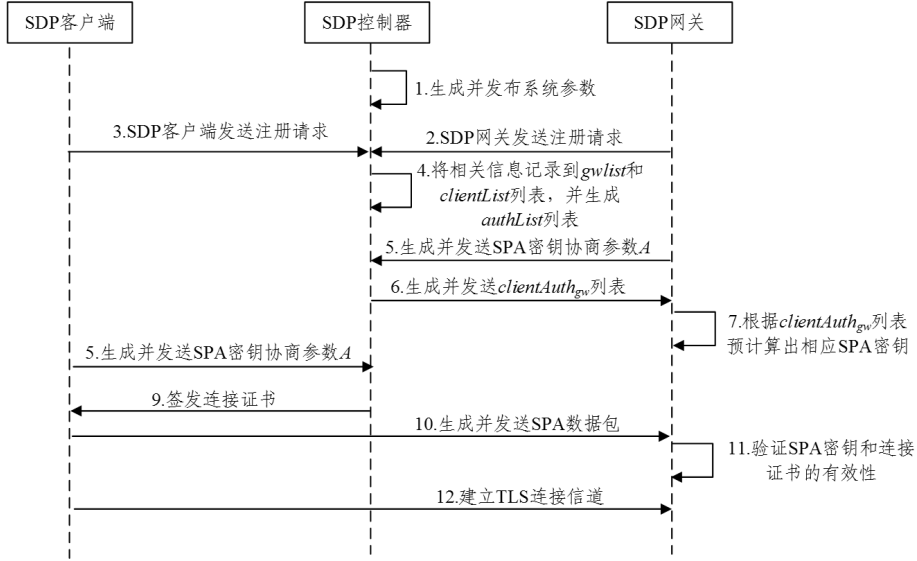 SDP客户端
SDP控制器
SDP网关
1.生成并发布系统参数
3.SDP客户端发送注册请求
2.SDP网关发送注册请求
4.将相关信息记录到gwlist和
clientList列表，并生成
authList列表
5.生成并发送SPA密钥协商参数A
6.生成并发送clientAuthgw列表
7.根据clientAuthgw列表
预计算出相应SPA密钥
5.生成并发送SPA密钥协商参数A
9.签发连接证书
10.生成并发送SPA数据包
11.验证SPA密钥和连接
证书的有效性
12.建立TLS连接信道